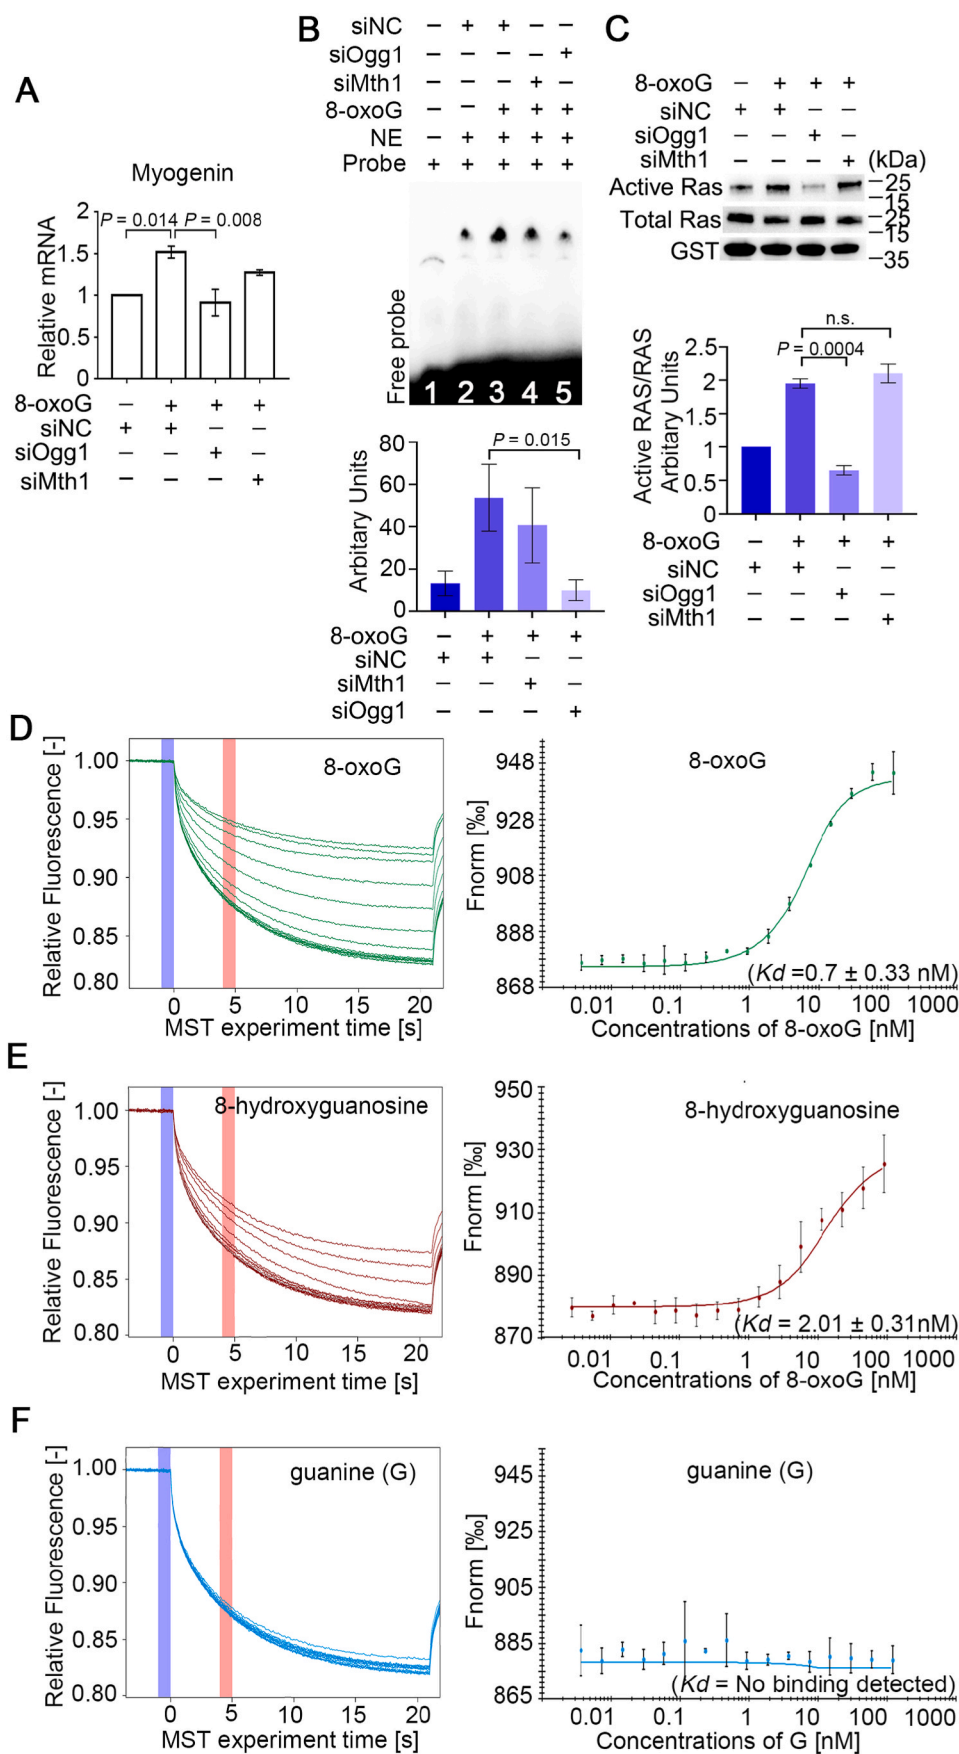 A
Myogenin
P = 0.014 P = 0.008
Relative mRNA
2
1.5
1
0.5
0
8-oxoG – + + +
siNC + + – –
siOgg1 – – + –
siMth1 – – – +
B
siNC – + + – –
siOgg1 – – – – +
siMth1 – – – + –
8-oxoG – – + + +
NE – + + + +
Probe + + + + +
Free probe
1 2 3 4 5
P = 0.015
Arbitary Units
80
60
40
20
0
8-oxoG – + + +
siNC + + – –
siMth1 – – + –
siOgg1 – – – +
C
8-oxoG – + + +
siNC + + – –
siOgg1 – – + –
siMth1 – – – + (kDa)
Active Ras –25
–15
Total Ras –25
–15
GST –35
n.s.
P = 0.0004
Active RAS/RAS
Arbitary Units
2.5
2
1
0.5
0
8-oxoG – + + +
siNC + + – –
siOgg1 – – + –
siMth1 – – – +
D
Relative Fluorescence [-]
1.00
0.95
0.90
0.85
0.80
8-oxoG
0 5 10 15 20
MST experiment time [s]
Fnorm [‰]
948
928
908
888
868
8-oxoG
(Kd =0.7 ± 0.33 nM)
0.01 0.1 1 10 100 1000
Concentrations of 8-oxoG [nM]
E
Relative Fluorescence [-]
1.00
0.95
0.90
0.85
0.80
8-hydroxyguanosine
0 5 10 15 20
MST experiment time [s]
Fnorm [‰]
950
930
910
890
870
8-hydroxyguanosine
(Kd = 2.01 ± 0.31nM)
0.01 0.1 1 10 100 1000
Concentrations of 8-oxoG [nM]
F
Relative Fluorescence [-]
1.00
0.95
0.90
0.85
0.80
guanine (G)
0 5 10 15 20
MST experiment time [s]
Fnorm [‰]
945
925
905
885
865
guanine (G)
(Kd = No binding detected)
0.01 0.1 1 10 100 1000
Concentrations of G [nM]